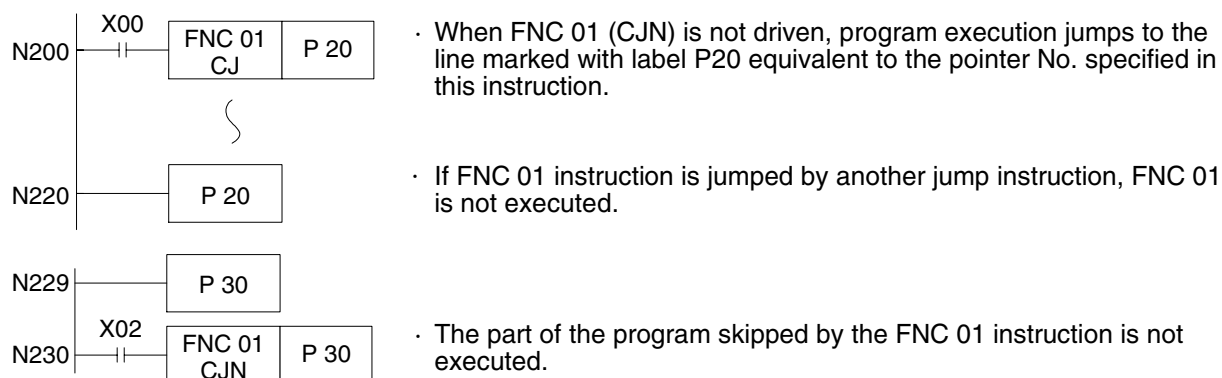 X00
N200
FNC 01
CJ
P 20
· When FNC 01 (CJN) is not driven, program execution jumps to the
line marked with label P20 equivalent to the pointer No. specified in
this instruction.
N220
P 20
· If FNC 01 instruction is jumped by another jump instruction, FNC 01
is not executed.
N229
P 30
X02
N230
FNC 01
CJN
P 30
· The part of the program skipped by the FNC 01 instruction is not
executed.